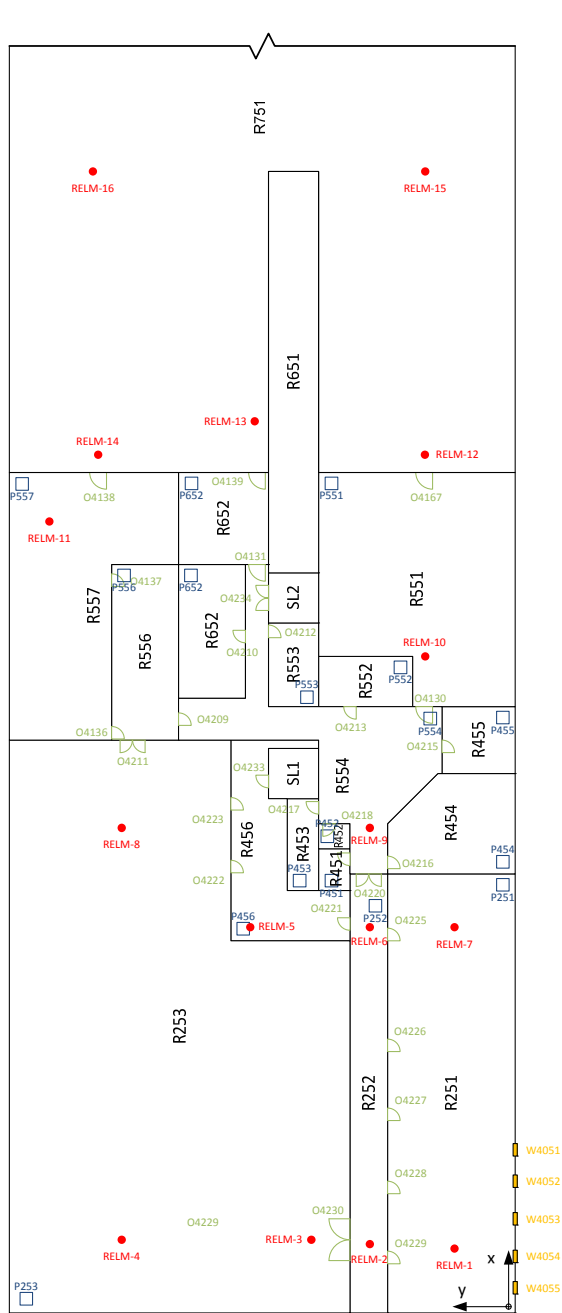 R751
RELM-16
RELM-15
R651
RELM-13
RELM-14
RELM-12
P557
O4138
P652
O4139
P551
O4167
RELM-11
R652
O4131
P556
O4137
P652
R557
R556
R652
O4234
SL2
R551
O4212
O4210
R553
RELM-10
R552
P552
P553
O4209
O4136
O4211
O4213
O4130
P554
O4215
R455
P455
O4233
SL1
R554
O4217
O4218
O4223
RELM-8
R456
R453
P452
R452
RELM-9
R454
O4222
P453
R451
P451
O4220
O4216
P454
P251
O4221
P252
P456
RELM-5
RELM-6
O4225
RELM-7
R253
O4226
R252
R251
O4227
W4051
O4228
W4052
O4229
O4230
W4053
RELM-4
RELM-3
RELM-2
O4229
RELM-1
x
W4054
P253
y
W4055